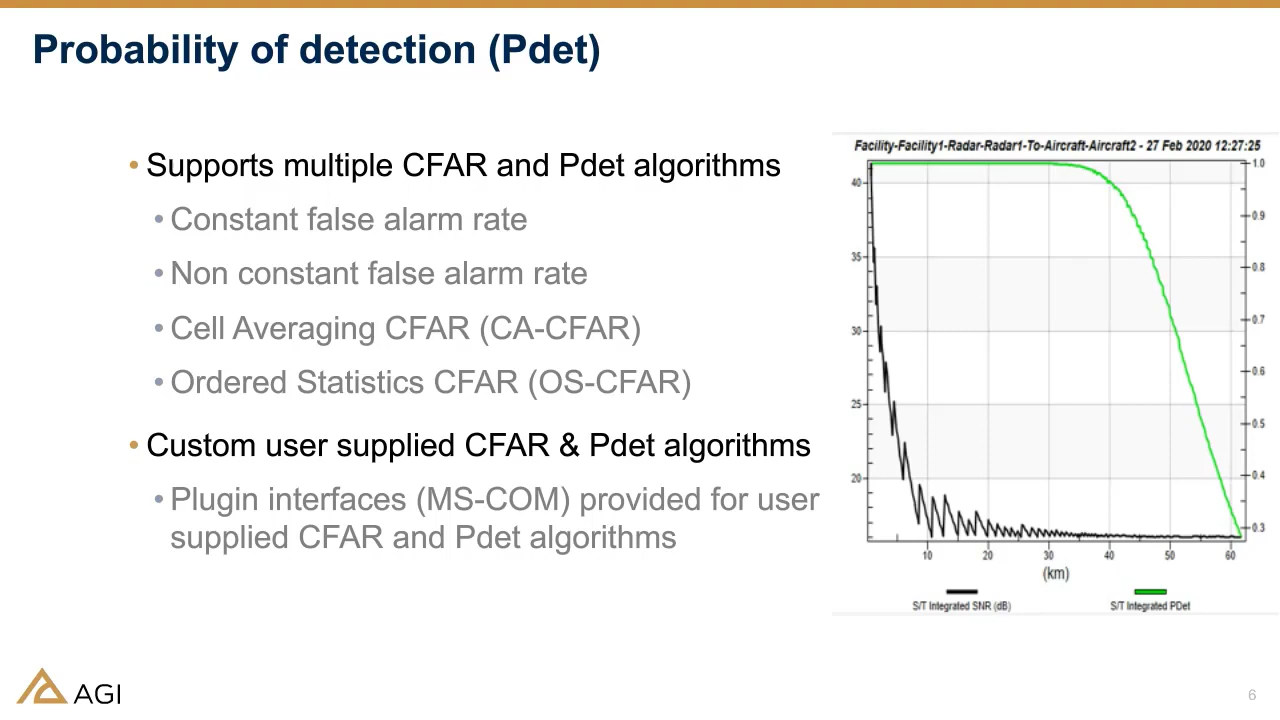 Probability of detection (Pdet)
• Supports multiple CFAR and Pdet algorithms
• Constant false alarm rate
• Non constant false alarm rate
• Cell Averaging CFAR (CA-CFAR)
• Ordered Statistics CFAR (OS-CFAR)
• Custom user supplied CFAR & Pdet algorithms
• Plugin interfaces (MS-COM) provided for user
supplied CFAR and Pdet algorithms
Facility-Facility1-Radar-Radar1-To-Aircraft-Aircraft2 - 27 Feb 2020 12:27:25
40
35
30
25
20
1.0
0.9
0.8
0.7
0.6
0.5
0.4
0.3
10 20 30 40 50 60
(km)
S/T Integrated SNR (dB) S/T Integrated PDet
AGI
6